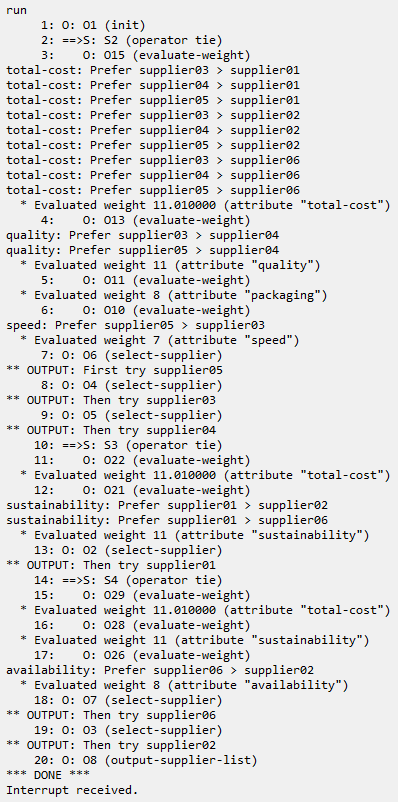 run
     1: O: O1 (init)
     2: ==>S: S2 (operator tie)
     3:    O: O15 (evaluate-weight)
total-cost: Prefer supplier03 > supplier01
total-cost: Prefer supplier04 > supplier01
total-cost: Prefer supplier05 > supplier01
total-cost: Prefer supplier03 > supplier02
total-cost: Prefer supplier04 > supplier02
total-cost: Prefer supplier05 > supplier02
total-cost: Prefer supplier03 > supplier06
total-cost: Prefer supplier04 > supplier06
total-cost: Prefer supplier05 > supplier06
  * Evaluated weight 11.010000 (attribute "total-cost")
     4:    O: O13 (evaluate-weight)
quality: Prefer supplier03 > supplier04
quality: Prefer supplier05 > supplier04
  * Evaluated weight 11 (attribute "quality")
     5:    O: O11 (evaluate-weight)
  * Evaluated weight 8 (attribute "packaging")
     6:    O: O10 (evaluate-weight)
speed: Prefer supplier05 > supplier03
  * Evaluated weight 7 (attribute "speed")
     7: O: O6 (select-supplier)
** OUTPUT: First try supplier05
     8: O: O4 (select-supplier)
** OUTPUT: Then try supplier03
     9: O: O5 (select-supplier)
** OUTPUT: Then try supplier04
    10: ==>S: S3 (operator tie)
    11:    O: O22 (evaluate-weight)
  * Evaluated weight 11.010000 (attribute "total-cost")
    12:    O: O21 (evaluate-weight)
sustainability: Prefer supplier01 > supplier02
sustainability: Prefer supplier01 > supplier06
  * Evaluated weight 11 (attribute "sustainability")
    13: O: O2 (select-supplier)
** OUTPUT: Then try supplier01
    14: ==>S: S4 (operator tie)
    15:    O: O29 (evaluate-weight)
  * Evaluated weight 11.010000 (attribute "total-cost")
    16:    O: O28 (evaluate-weight)
  * Evaluated weight 11 (attribute "sustainability")
    17:    O: O26 (evaluate-weight)
availability: Prefer supplier06 > supplier02
  * Evaluated weight 8 (attribute "availability")
    18: O: O7 (select-supplier)
** OUTPUT: Then try supplier06
    19: O: O3 (select-supplier)
** OUTPUT: Then try supplier02
    20: O: O8 (output-supplier-list)
*** DONE ***
Interrupt received.